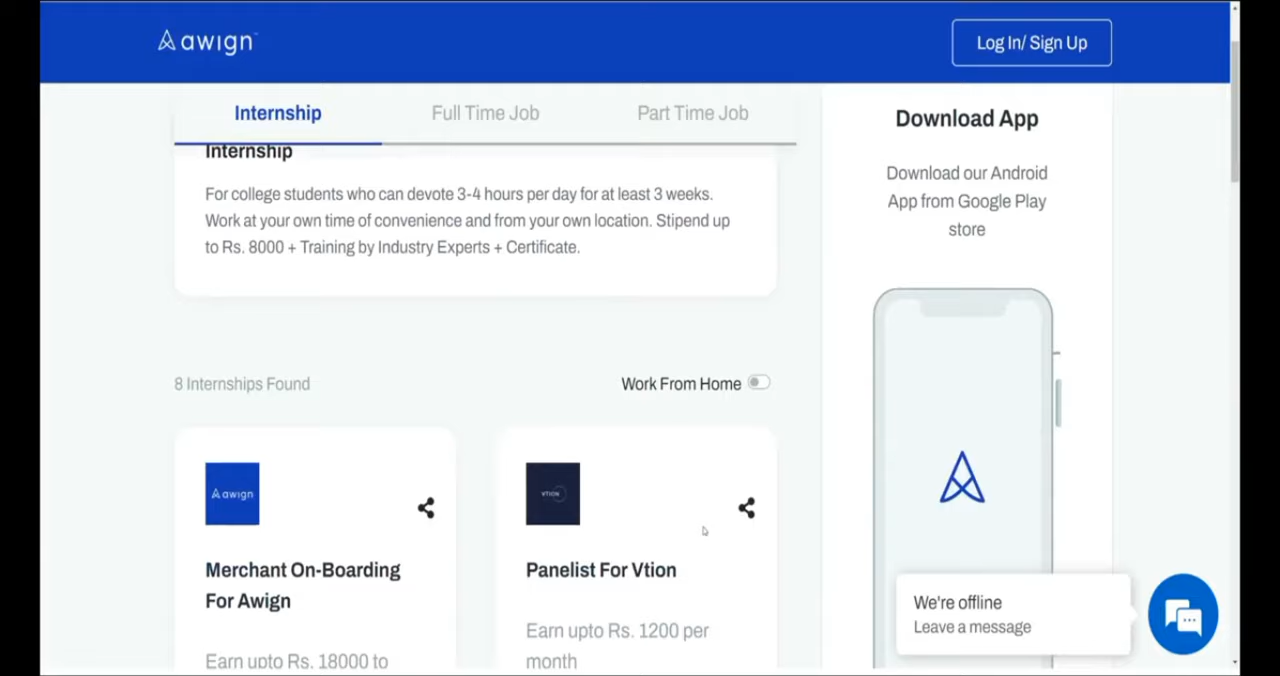 awign
Log In/ Sign Up
Internship
Full Time Job
Part Time Job
Internship
For college students who can devote 3-4 hours per day for at least 3 weeks.
Work at your own time of convenience and from your own location. Stipend up
to Rs. 8000 + Training by Industry Experts + Certificate.
8 Internships Found
Work From Home
awign
Merchant On-Boarding
For Awign
Earn upto Rs. 18000 to
VTION
Panelist For Vtion
Earn upto Rs. 1200 per
month
Download App
Download our Android
App from Google Play
store
We're offline
Leave a message